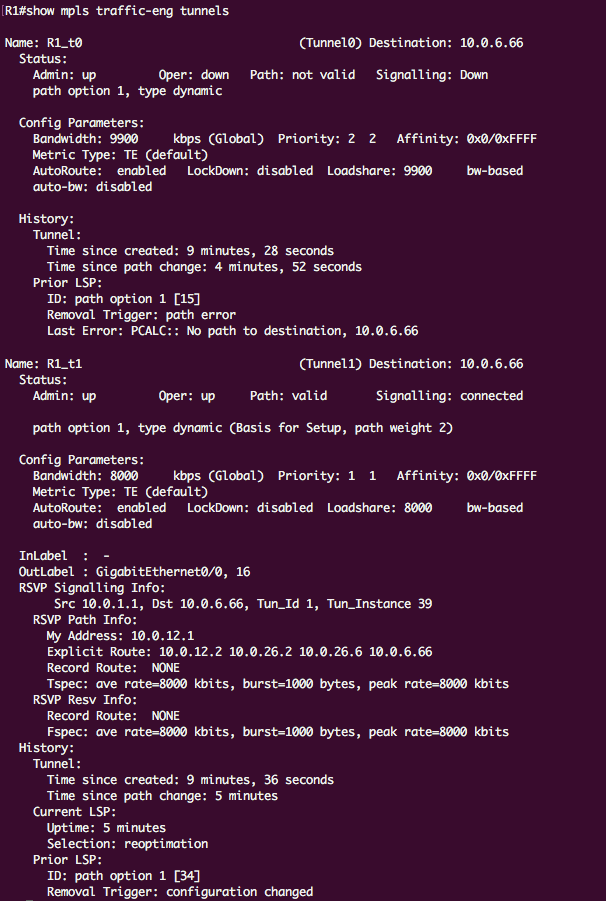 R1#show mpls traffic-eng tunnels
Name: R1_t0 (Tunnel0) Destination: 10.0.6.66
Status:
Admin: up Oper: down Path: not valid Signalling: Down
path option 1, type dynamic
Config Parameters:
Bandwidth: 9900 kbps (Global) Priority: 2 2 Affinity: 0x0/0xFFFF
Metric Type: TE (default)
AutoRoute: enabled LockDown: disabled Loadshare: 9900 bw-based
auto-bw: disabled
History:
Tunnel:
Time since created: 9 minutes, 28 seconds
Time since path change: 4 minutes, 52 seconds
Prior LSP:
ID: path option 1 [15]
Removal Trigger: path error
Last Error: PCALC:: No path to destination, 10.0.6.66
Name: R1_t1 (Tunnel1) Destination: 10.0.6.66
Status:
Admin: up Oper: up Path: valid Signalling: connected
path option 1, type dynamic (Basis for Setup, path weight 2)
Config Parameters:
Bandwidth: 8000 kbps (Global) Priority: 1 1 Affinity: 0x0/0xFFFF
Metric Type: TE (default)
AutoRoute: enabled LockDown: disabled Loadshare: 8000 bw-based
auto-bw: disabled
InLabel : -
OutLabel : GigabitEthernet0/0, 16
RSVP Signalling Info:
Src 10.0.1.1, Dst 10.0.6.66, Tun_Id 1, Tun_Instance 39
RSVP Path Info:
My Address: 10.0.12.1
Explicit Route: 10.0.12.2 10.0.26.2 10.0.26.6 10.0.6.66
Record Route: NONE
Tspec: ave rate=8000 kbits, burst=1000 bytes, peak rate=8000 kbits
RSVP Resv Info:
Record Route: NONE
Fspec: ave rate=8000 kbits, burst=1000 bytes, peak rate=8000 kbits
History:
Tunnel:
Time since created: 9 minutes, 36 seconds
Time since path change: 5 minutes
Current LSP:
Uptime: 5 minutes
Selection: reoptimation
Prior LSP:
ID: path option 1 [34]
Removal Trigger: configuration changed